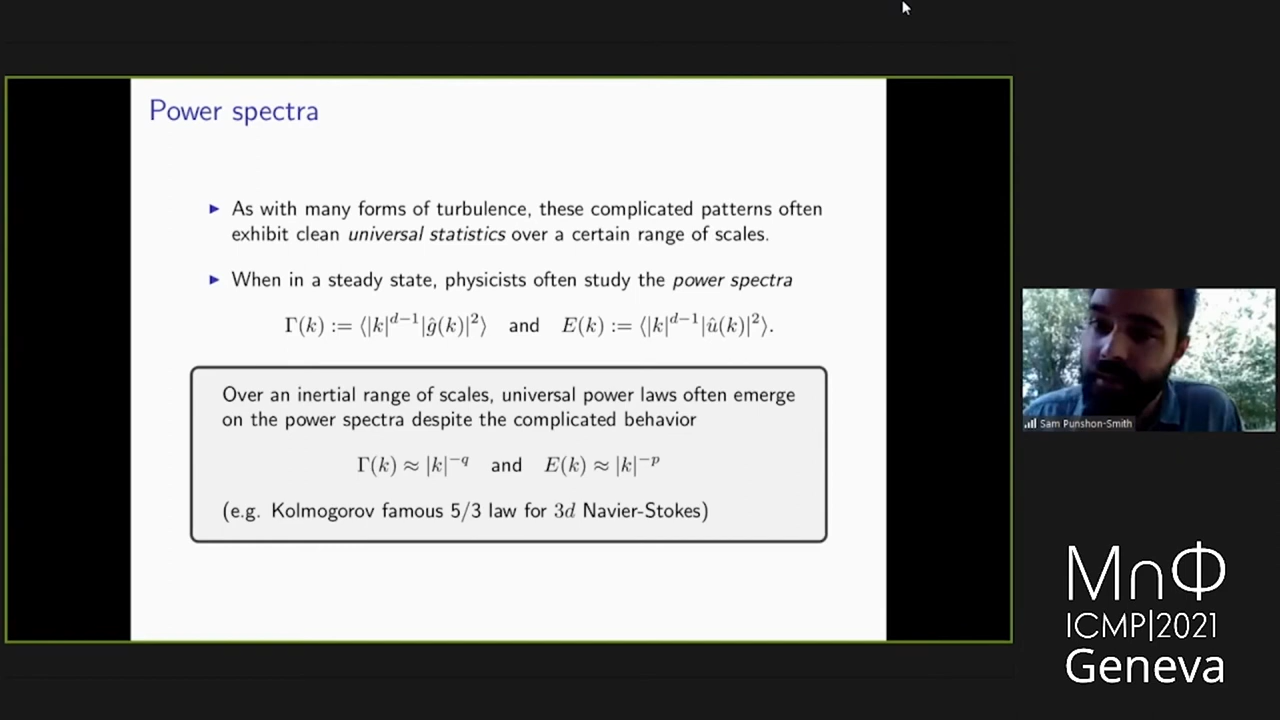 Power spectra
▶ As with many forms of turbulence, these complicated patterns often
exhibit clean universal statistics over a certain range of scales.
▶ When in a steady state, physicists often study the power spectra
Γ(k) := ⟨|k|^{d−1}|ĝ(k)|²⟩ and E(k) := ⟨|k|^{d−1}|û(k)|²⟩.
Over an inertial range of scales, universal power laws often emerge
on the power spectra despite the complicated behavior
Γ(k) ≈ |k|^{−q} and E(k) ≈ |k|^{−p}
(e.g. Kolmogorov famous 5/3 law for 3d Navier-Stokes)
Sam Punshon-Smith
M∩Φ
ICMP|2021
Geneva